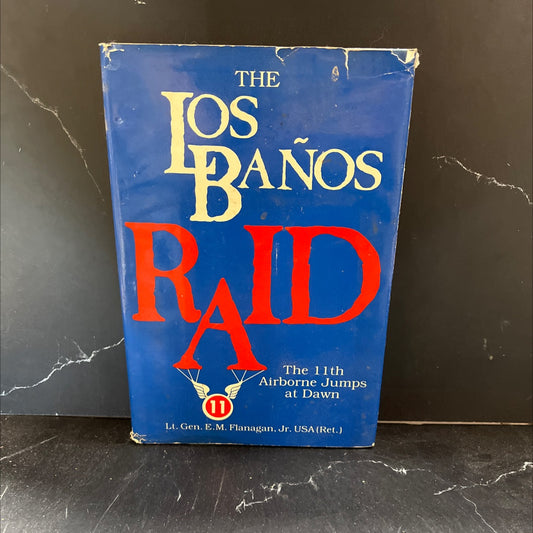 THE
LOS
BAÑOS
RAID
The 11th
Airborne Jumps
at Dawn
11
Lt. Gen. E.M. Flanagan, Jr. USA (Ret.)